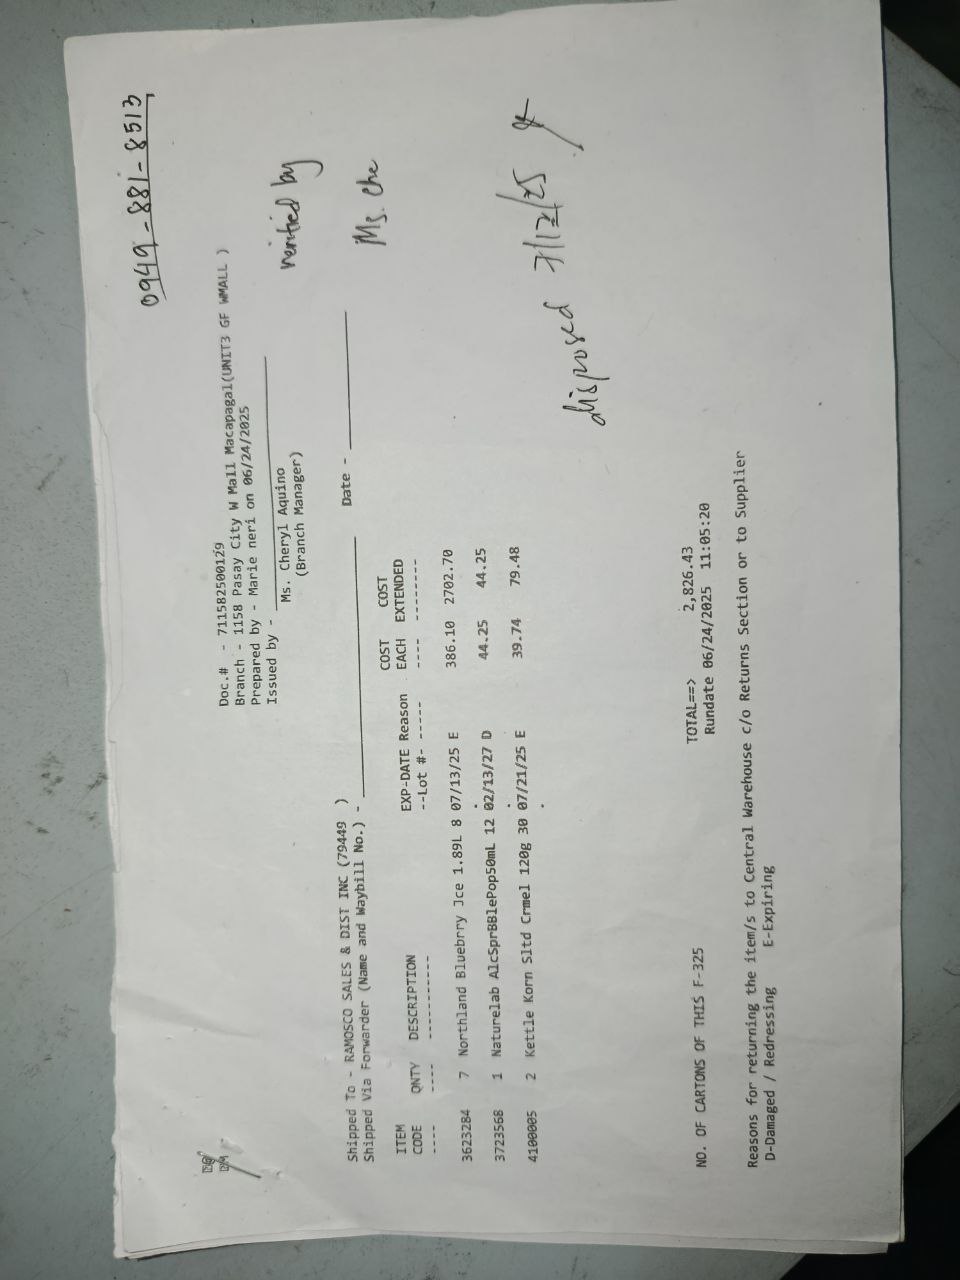 0949-881-8513
Doc.# - 711582500129
Branch - 1158 Pasay City W Mall Macapagal(UNIT3 GF WMALL )
Prepared by - Marie neri on 06/24/2025
Issued by -
Ms. Cheryl Aquino
(Branch Manager)
verified by
Ms. Che
Shipped To - RAMOSCO SALES & DIST INC (79449 )
Shipped Via Forwarder (Name and Waybill No.) - Date -
ITEM EXP-DATE Reason COST COST
CODE QNTY DESCRIPTION --Lot #- ----- EACH EXTENDED
---- ---- ----------- ---- --------
3623284 7 Northland Bluebrry Jce 1.89L 8 07/13/25 E 386.10 2702.70
3723568 1 Naturelab AlcSprBBlePop50mL 12 02/13/27 D 44.25 44.25
4100005 2 Kettle Korn Sltd Crmel 120g 30 07/21/25 E 39.74 79.48
disposed 7/12/25
TOTAL==> 2,826.43
NO. OF CARTONS OF THIS F-325 Rundate 06/24/2025 11:05:20
Reasons for returning the item/s to Central Warehouse c/o Returns Section or to Supplier
D-Damaged / Redressing E-Expiring